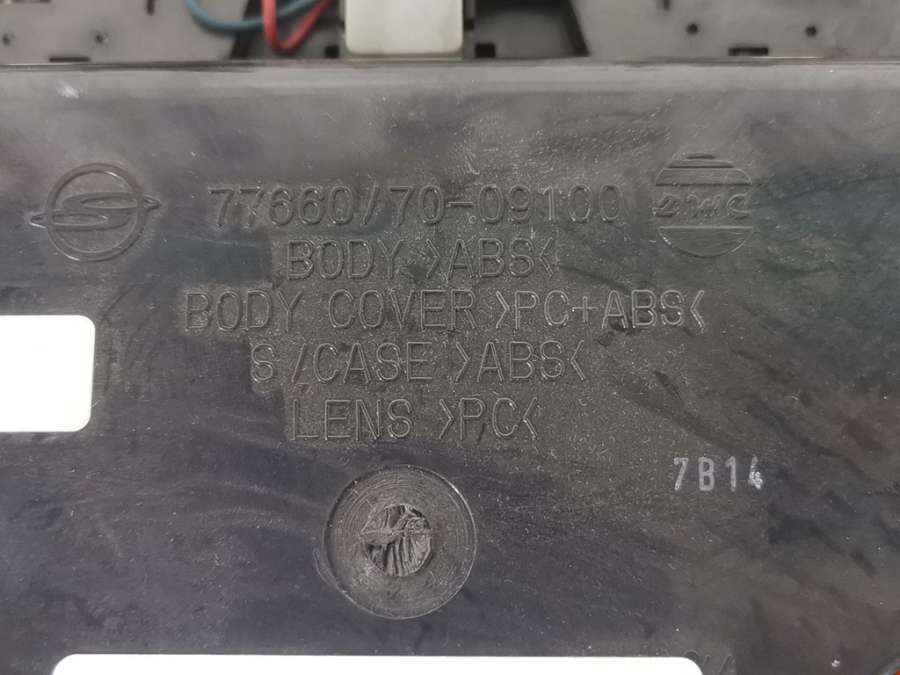 77660/70-09100
BODY >ABS<
BODY COVER >PC+ABS<
S/CASE >ABS<
LENS >PC<
7B14